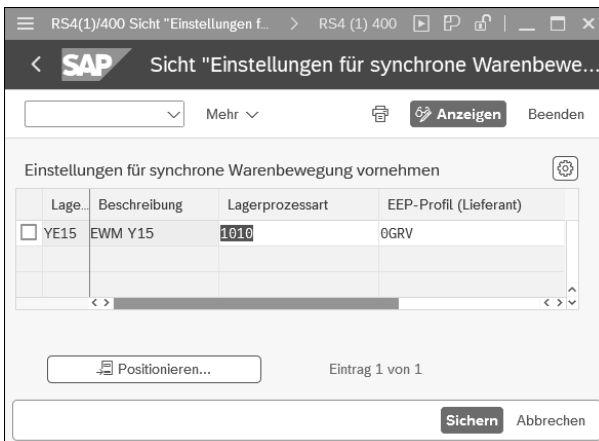 RS4(1)/400 Sicht "Einstellungen f... > RS4 (1) 400
SAP Sicht "Einstellungen für synchrone Warenbewe...
Mehr Anzeigen Beenden
Einstellungen für synchrone Warenbewegung vornehmen
Lage... Beschreibung Lagerprozessart EEP-Profil (Lieferant)
YE15 EWM Y15 1010 0GRV
Positionieren... Eintrag 1 von 1
Sichern Abbrechen